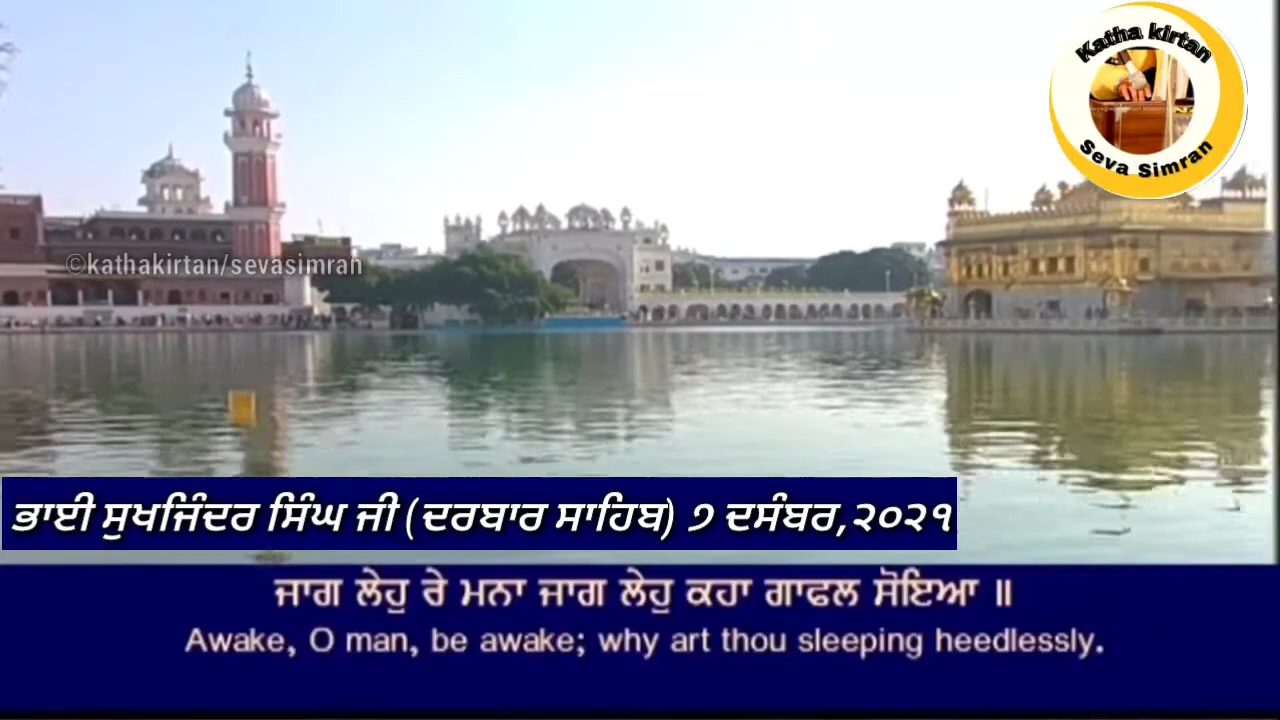 Katha kirtan
Seva Simran
©kathakirtan/sevasimran
ਭਾਈ ਸੁਖਜਿੰਦਰ ਸਿੰਘ ਜੀ (ਦਰਬਾਰ ਸਾਹਿਬ) ੭ ਦਸੰਬਰ,੨੦੨੧
ਜਾਗ ਲੇਹੁ ਰੇ ਮਨਾ ਜਾਗ ਲੇਹੁ ਕਹਾ ਗਾਫਲ ਸੋਇਆ ॥
Awake, O man, be awake; why art thou sleeping heedlessly.